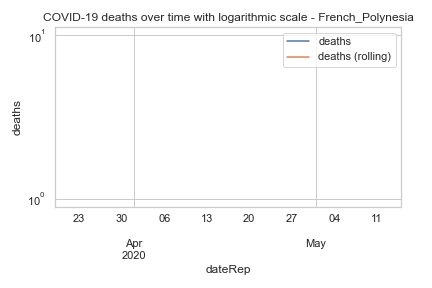 COVID-19 deaths over time with logarithmic scale - French_Polynesia
deaths
deaths (rolling)
10¹
deaths
10⁰
23 30 06 13 20 27 04 11
Apr May
2020
dateRep